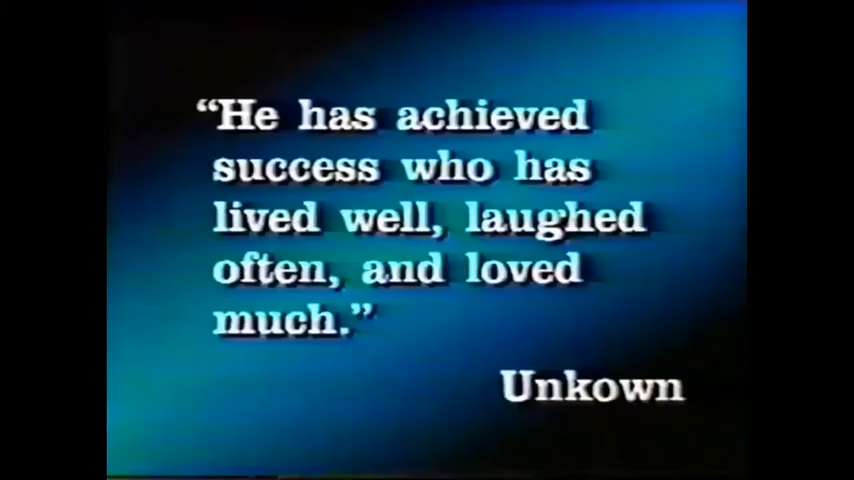 “He has achieved
success who has
lived well, laughed
often, and loved
much.”
Unkown